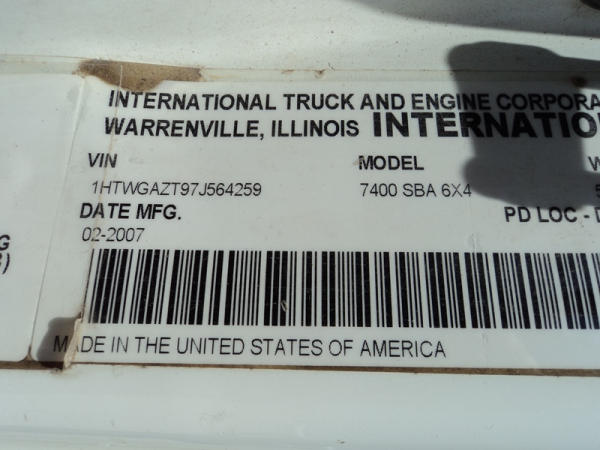 INTERNATIONAL TRUCK AND ENGINE CORPORA
WARRENVILLE, ILLINOIS INTERNATIO
VIN MODEL W
1HTWGAZT97J564259 7400 SBA 6X4
DATE MFG. PD LOC -
02-2007
G
)
MADE IN THE UNITED STATES OF AMERICA